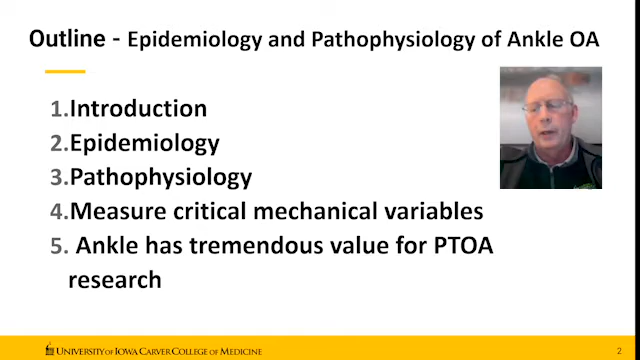 Outline - Epidemiology and Pathophysiology of Ankle OA
1.Introduction
2.Epidemiology
3.Pathophysiology
4.Measure critical mechanical variables
5. Ankle has tremendous value for PTOA
research
UNIVERSITY OF IOWA CARVER COLLEGE OF MEDICINE
2